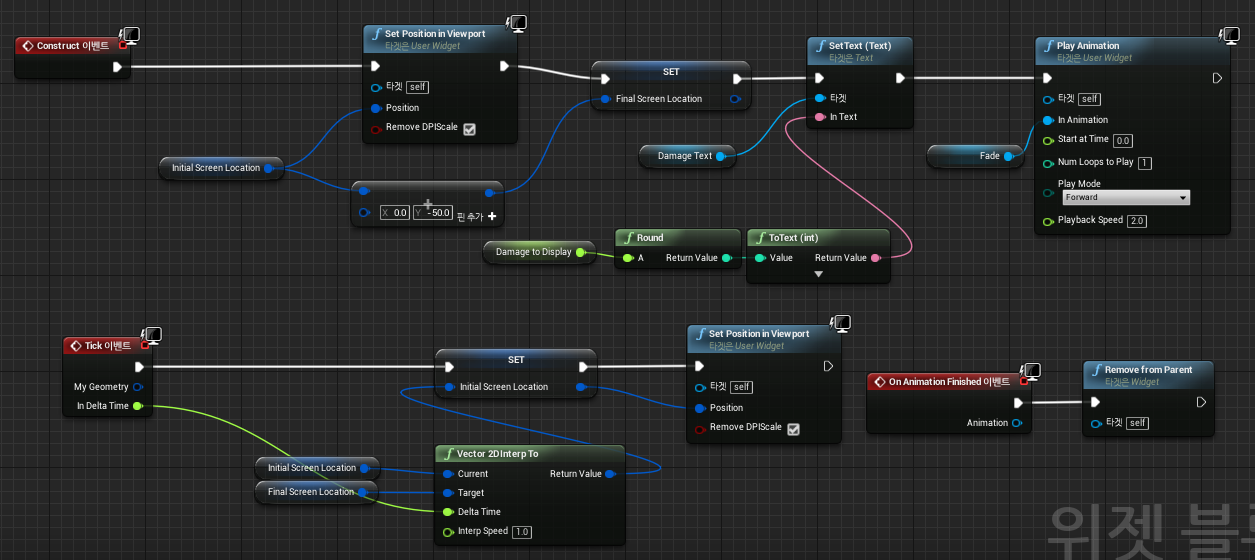 Construct 이벤트
Set Position in Viewport
타겟은 User Widget
타겟 self
Position
Remove DPIScale
Initial Screen Location
X 0.0 Y -50.0 핀 추가
SET
Final Screen Location
SetText (Text)
타겟은 Text
타겟
In Text
Damage Text
Damage to Display
Round
A Return Value
ToText (int)
Value Return Value
Play Animation
타겟은 User Widget
타겟 self
In Animation
Start at Time 0.0
Num Loops to Play 1
Play Mode
Forward
Playback Speed 2.0
Fade
Tick 이벤트
My Geometry
In Delta Time
SET
Initial Screen Location
Initial Screen Location
Final Screen Location
Vector 2DInterp To
Current Return Value
Target
Delta Time
Interp Speed 1.0
Set Position in Viewport
타겟은 User Widget
타겟 self
Position
Remove DPIScale
On Animation Finished 이벤트
Animation
Remove from Parent
타겟은 Widget
타겟 self
위젯